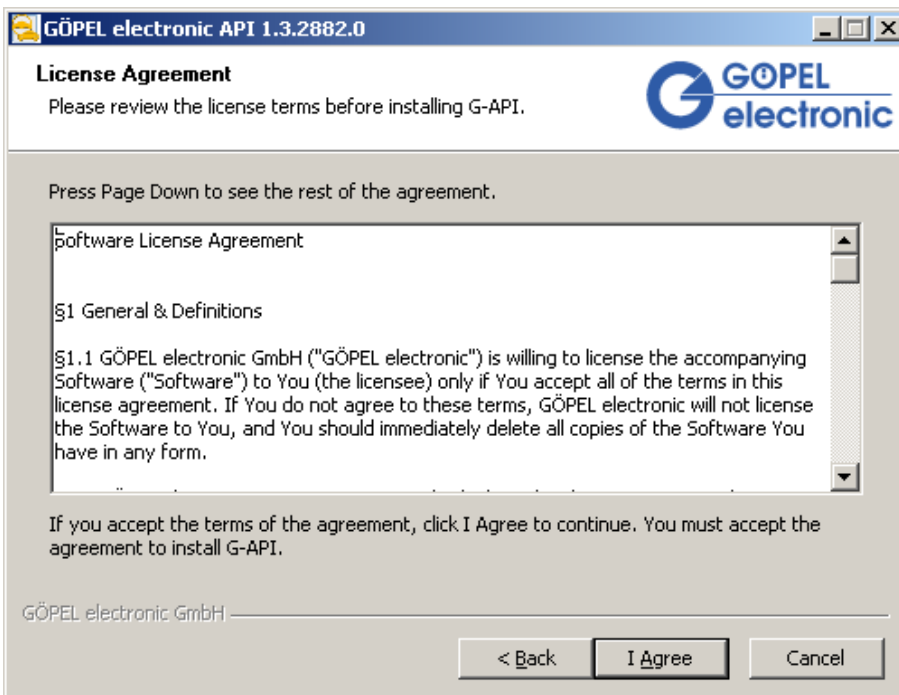 GÖPEL electronic API 1.3.2882.0
License Agreement
Please review the license terms before installing G-API.
GÖPEL
electronic
Press Page Down to see the rest of the agreement.
Software License Agreement
§1 General & Definitions
§1.1 GÖPEL electronic GmbH ("GÖPEL electronic") is willing to license the accompanying
Software ("Software") to You (the licensee) only if You accept all of the terms in this
license agreement. If You do not agree to these terms, GÖPEL electronic will not license
the Software to You, and You should immediately delete all copies of the Software You
have in any form.
If you accept the terms of the agreement, click I Agree to continue. You must accept the
agreement to install G-API.
GÖPEL electronic GmbH
< Back
I Agree
Cancel